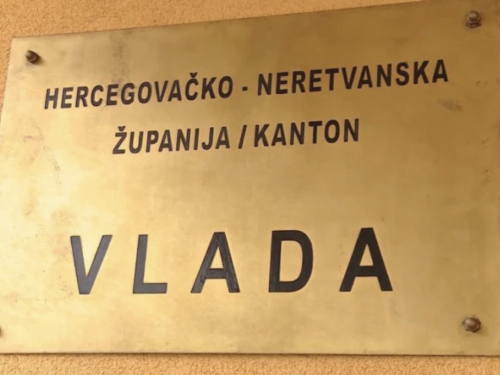 HERCEGOVAČKO - NERETVANSKA
ŽUPANIJA / KANTON
VLADA